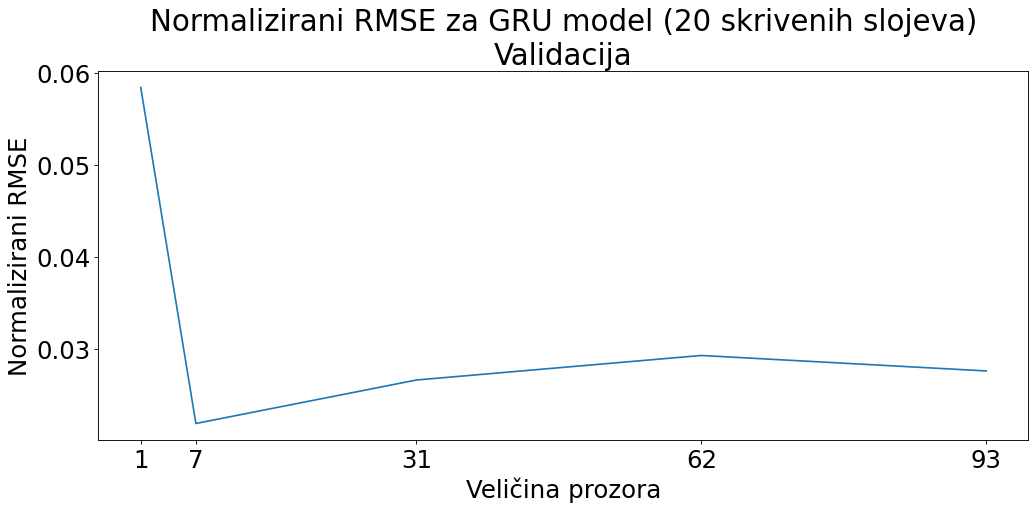 Normalizirani RMSE za GRU model (20 skrivenih slojeva)
Validacija
Normalizirani RMSE
0.06
0.05
0.04
0.03
1 7 31 62 93
Veličina prozora